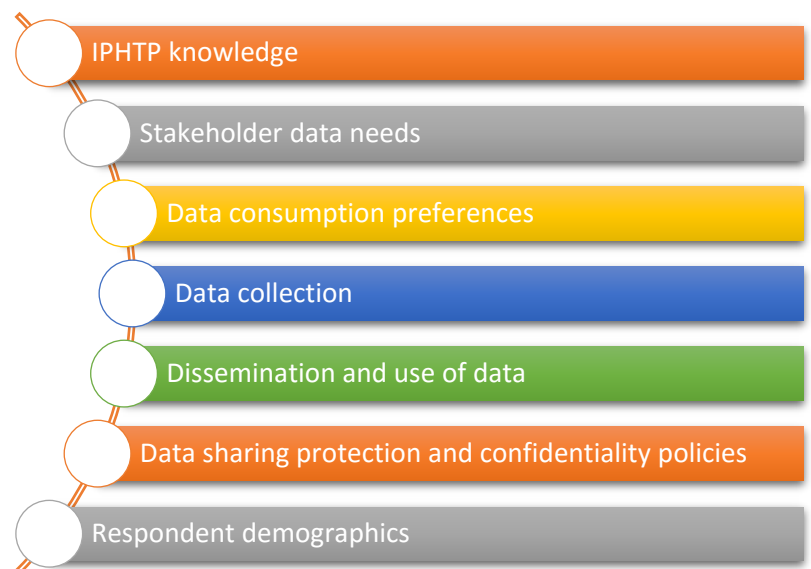 IPHTP knowledge
Stakeholder data needs
Data consumption preferences
Data collection
Dissemination and use of data
Data sharing protection and confidentiality policies
Respondent demographics